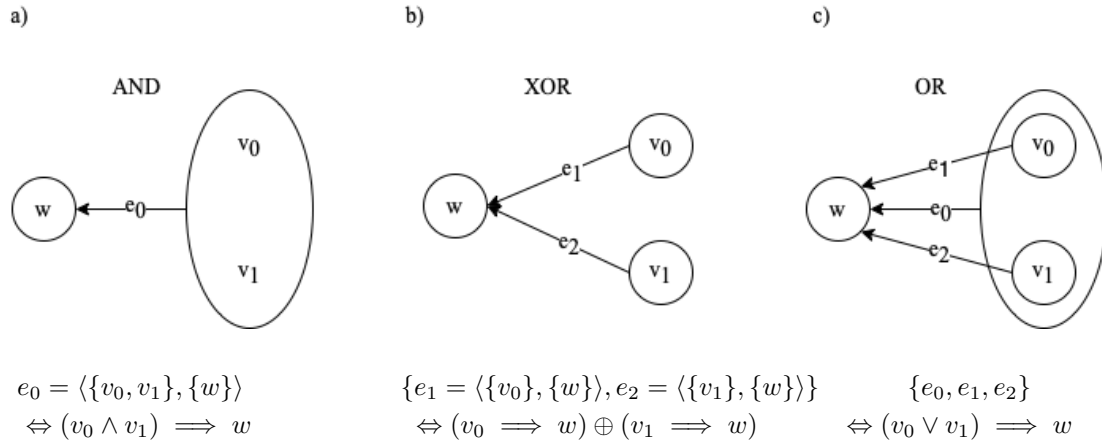 a) b) c)
AND XOR OR
v₀ v₀ v₀
e₁ e₁
w e₀ w w e₀
e₂ e₂
v₁ v₁ v₁
e₀ = ⟨{v₀, v₁}, {w}⟩ {e₁ = ⟨{v₀}, {w}⟩, e₂ = ⟨{v₁}, {w}⟩} {e₀, e₁, e₂}
⇔ (v₀ ∧ v₁) ⟹ w ⇔ (v₀ ⟹ w) ⊕ (v₁ ⟹ w) ⇔ (v₀ ∨ v₁) ⟹ w